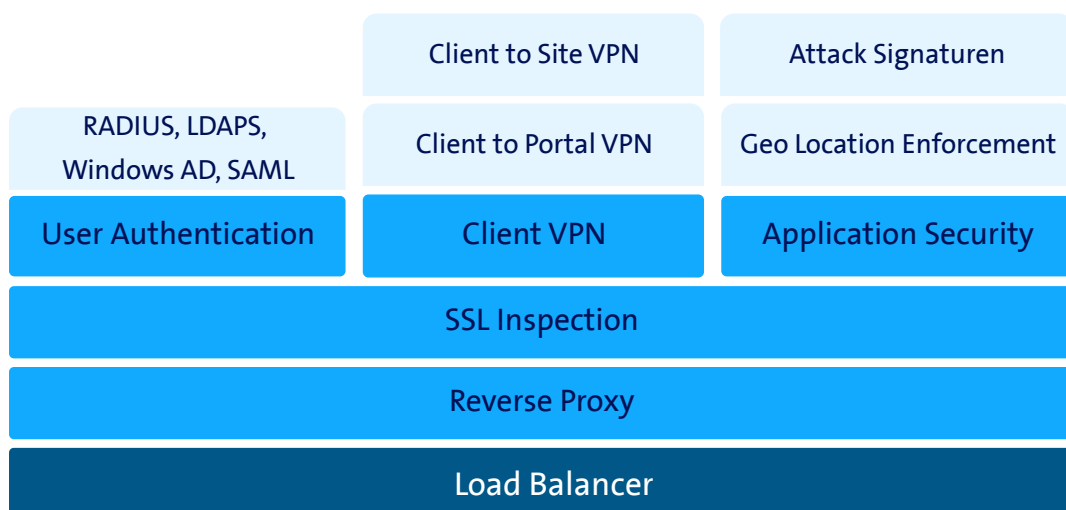 Client to Site VPN
Attack Signaturen
RADIUS, LDAPS,
Windows AD, SAML
Client to Portal VPN
Geo Location Enforcement
User Authentication
Client VPN
Application Security
SSL Inspection
Reverse Proxy
Load Balancer